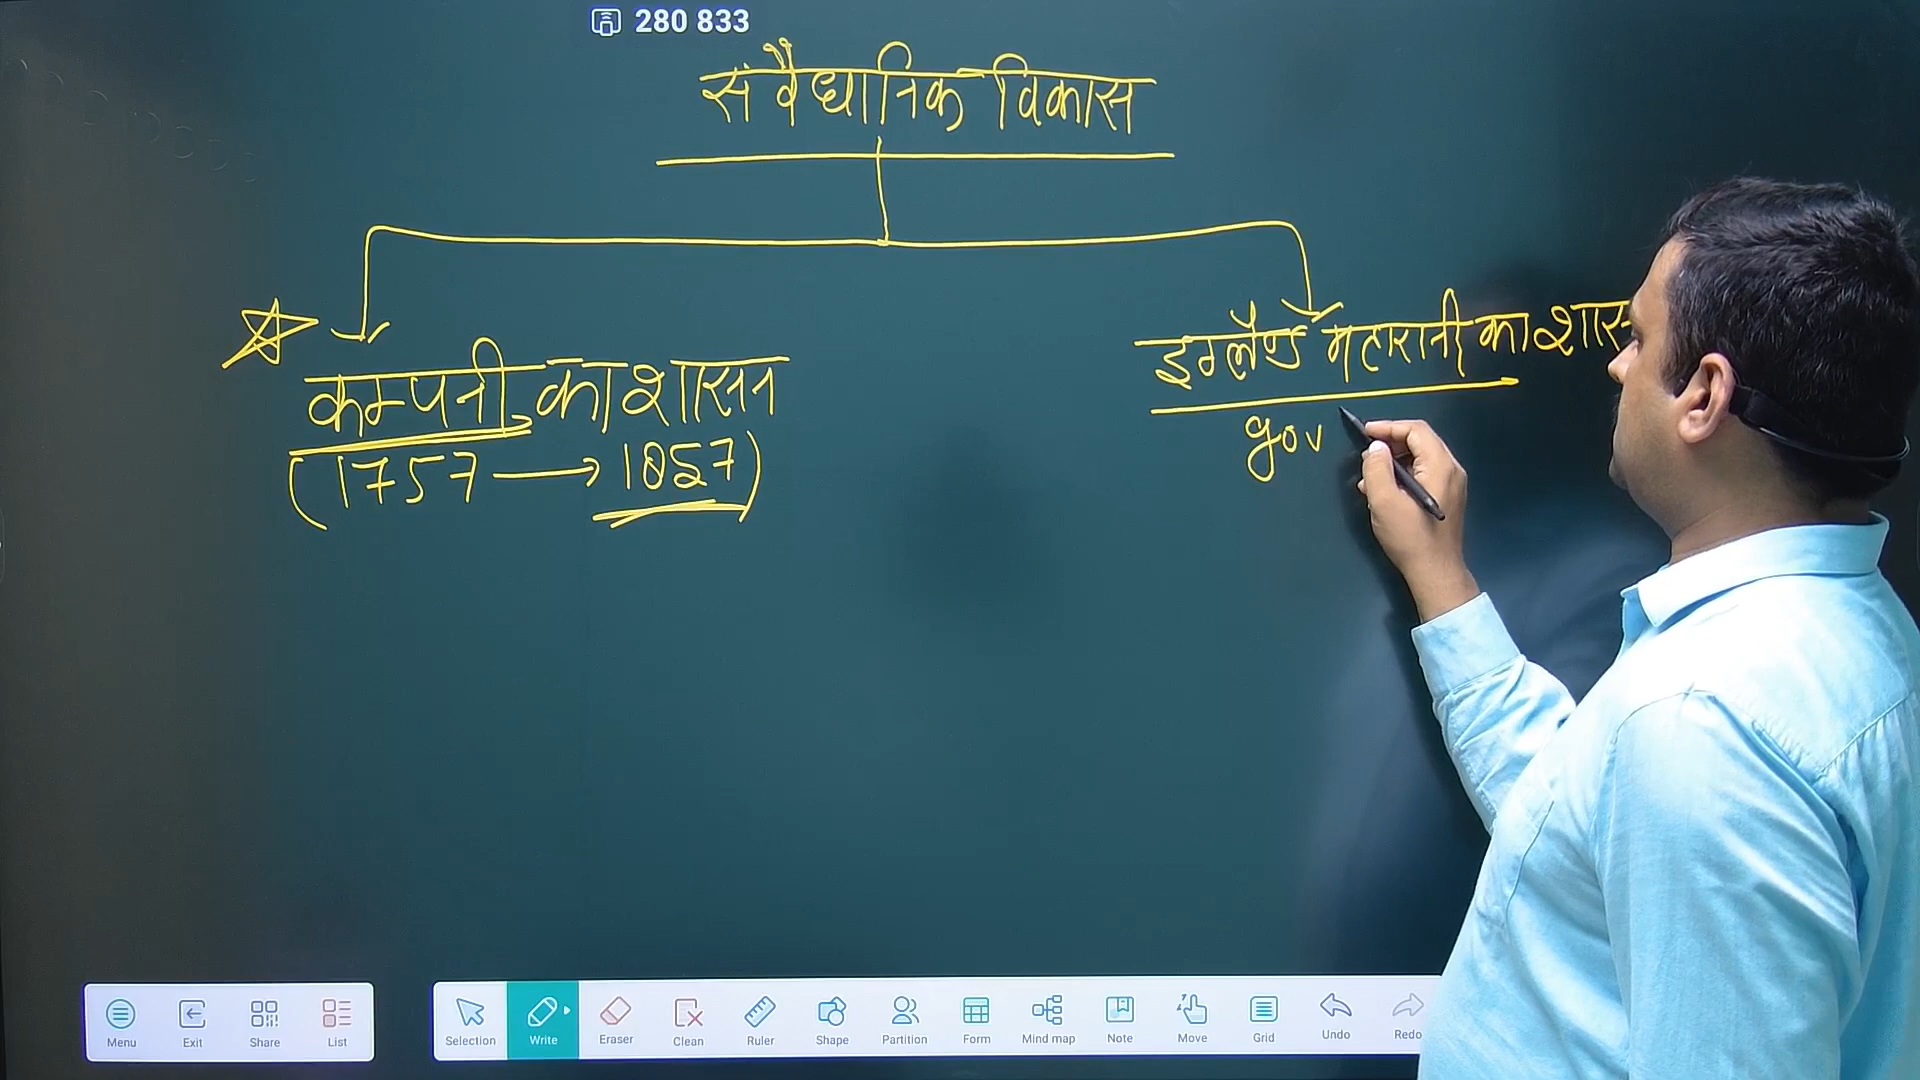 280 833
संवैधानिक विकास
कम्पनी का शासन
(1757 → 1857)
इग्लैण्ड महारानी का शास
gov
Menu Exit Share List
Selection Write Eraser Clean Ruler Shape Partition Form Mind map Note Move Grid Undo Redo